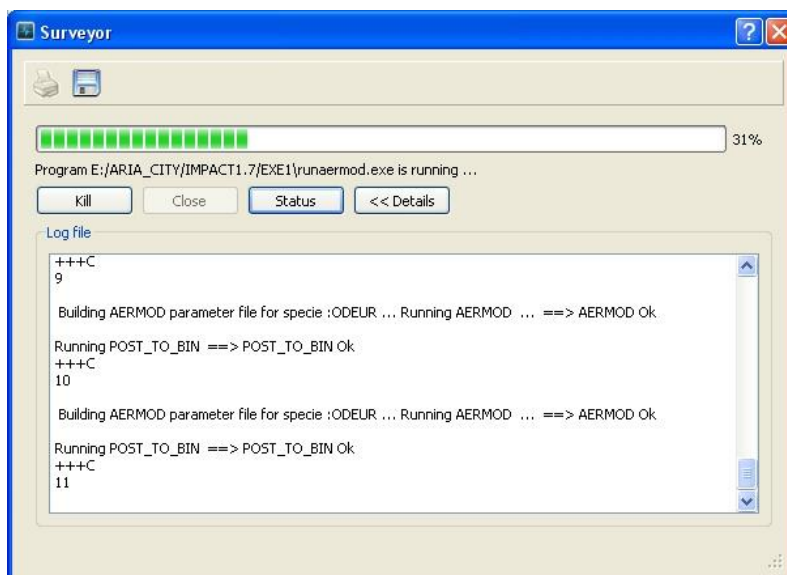 Surveyor
31%
Program E:/ARIA_CITY/IMPACT1.7/EXE1\runaermod.exe is running ...
Kill Close Status << Details
Log file
+++C
9
Building AERMOD parameter file for specie :ODEUR ... Running AERMOD ... ==> AERMOD Ok
Running POST_TO_BIN ==> POST_TO_BIN Ok
+++C
10
Building AERMOD parameter file for specie :ODEUR ... Running AERMOD ... ==> AERMOD Ok
Running POST_TO_BIN ==> POST_TO_BIN Ok
+++C
11